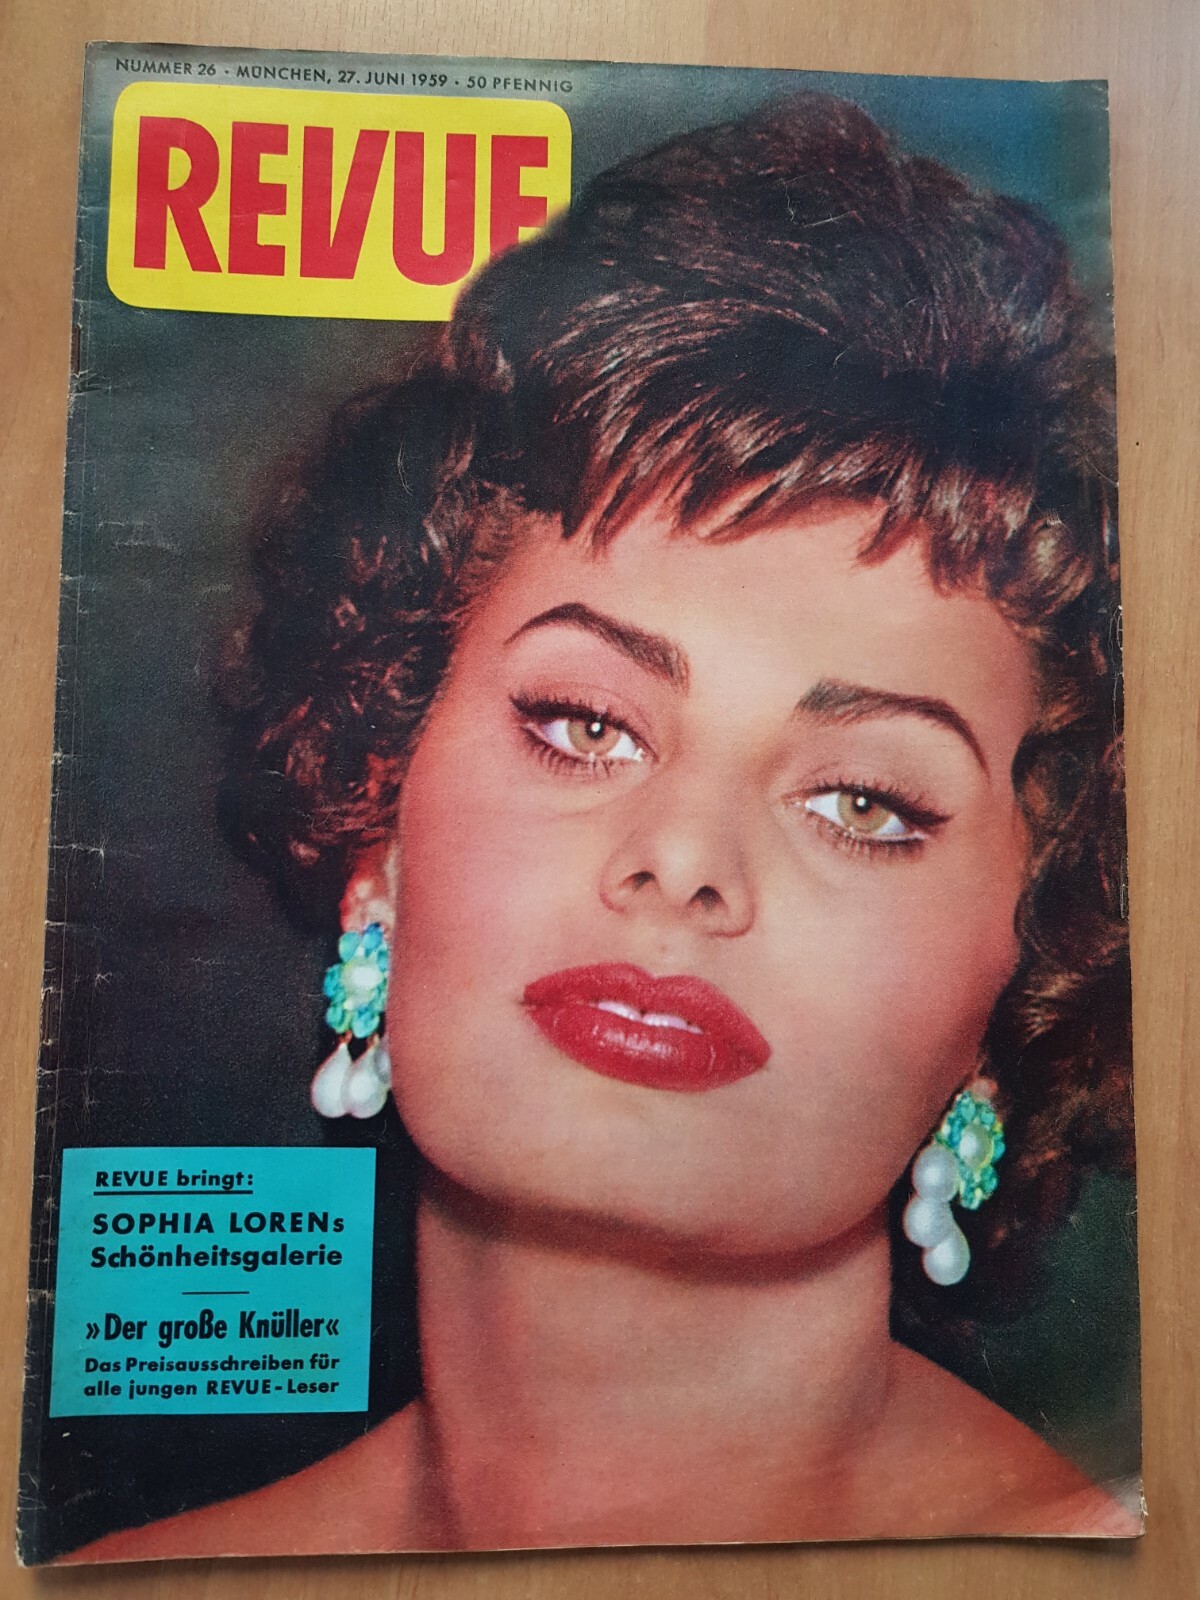 NUMMER 26 · MÜNCHEN, 27. JUNI 1959 · 50 PFENNIG
REVUE
REVUE bringt:
SOPHIA LORENs
Schönheitsgalerie
»Der große Knüller«
Das Preisausschreiben für
alle jungen REVUE-Leser